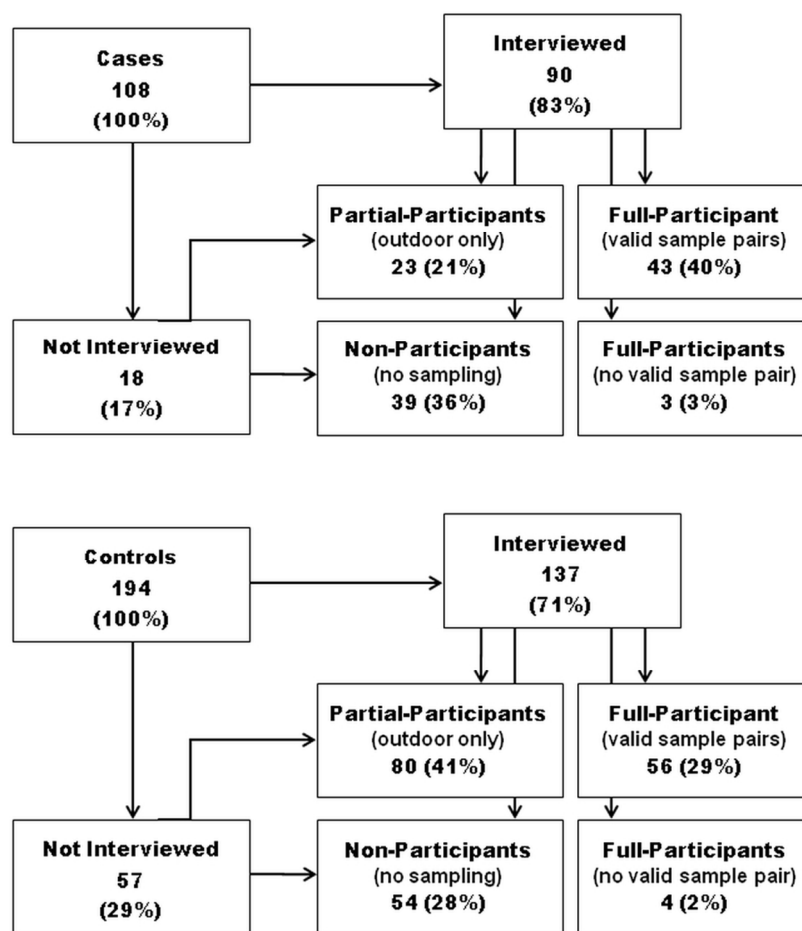 Cases
108
(100%)
Interviewed
90
(83%)
Partial-Participants
(outdoor only)
23 (21%)
Full-Participant
(valid sample pairs)
43 (40%)
Not Interviewed
18
(17%)
Non-Participants
(no sampling)
39 (36%)
Full-Participants
(no valid sample pair)
3 (3%)
Controls
194
(100%)
Interviewed
137
(71%)
Partial-Participants
(outdoor only)
80 (41%)
Full-Participant
(valid sample pairs)
56 (29%)
Not Interviewed
57
(29%)
Non-Participants
(no sampling)
54 (28%)
Full-Participants
(no valid sample pair)
4 (2%)